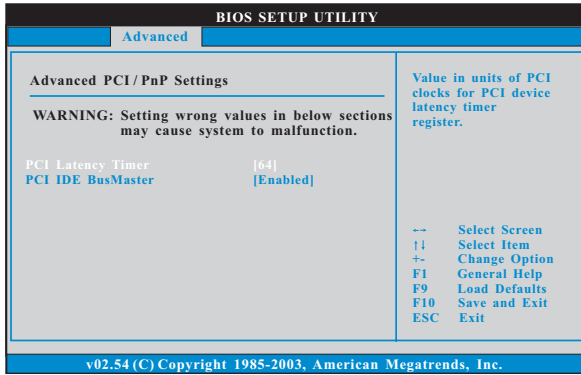 BIOS SETUP UTILITY
Advanced
Advanced PCI / PnP Settings
WARNING: Setting wrong values in below sections
may cause system to malfunction.
PCI Latency Timer [64]
PCI IDE BusMaster [Enabled]
Value in units of PCI
clocks for PCI device
latency timer
register.
←→ Select Screen
↑↓ Select Item
+- Change Option
F1 General Help
F9 Load Defaults
F10 Save and Exit
ESC Exit
v02.54 (C) Copyright 1985-2003, American Megatrends, Inc.